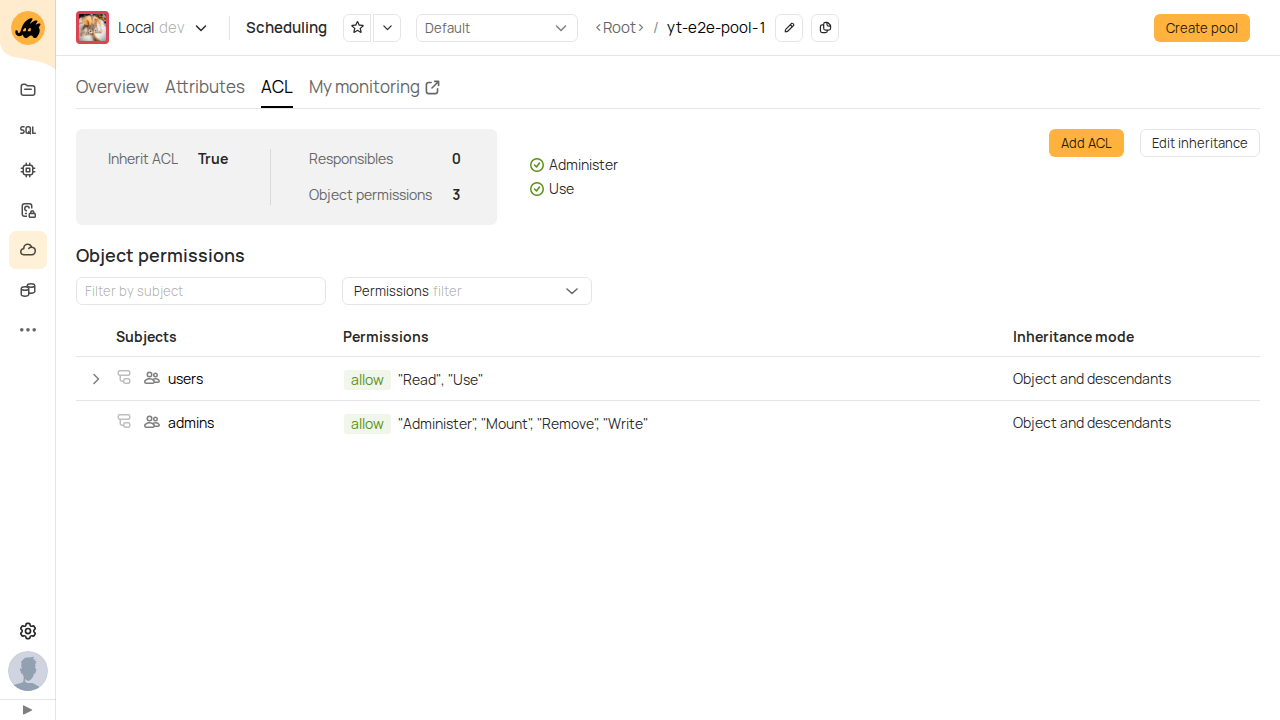 Local dev
Scheduling
Default
<Root> / yt-e2e-pool-1
Create pool
SQL
Overview Attributes ACL My monitoring
Inherit ACL True
Responsibles 0
Object permissions 3
Administer
Use
Add ACL
Edit inheritance
Object permissions
Filter by subject
Permissions filter
Subjects Permissions Inheritance mode
users allow "Read", "Use" Object and descendants
admins allow "Administer", "Mount", "Remove", "Write" Object and descendants